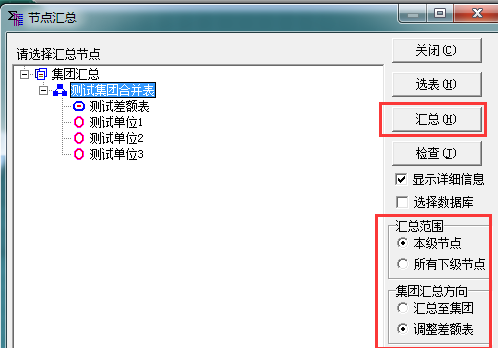 节点汇总
请选择汇总节点
集团汇总
测试集团合并表
测试差额表
测试单位1
测试单位2
测试单位3
关闭(C)
选表(H)
汇总(H)
检查(J)
显示详细信息
选择数据库
汇总范围
本级节点
所有下级节点
集团汇总方向
汇总至集团
调整差额表